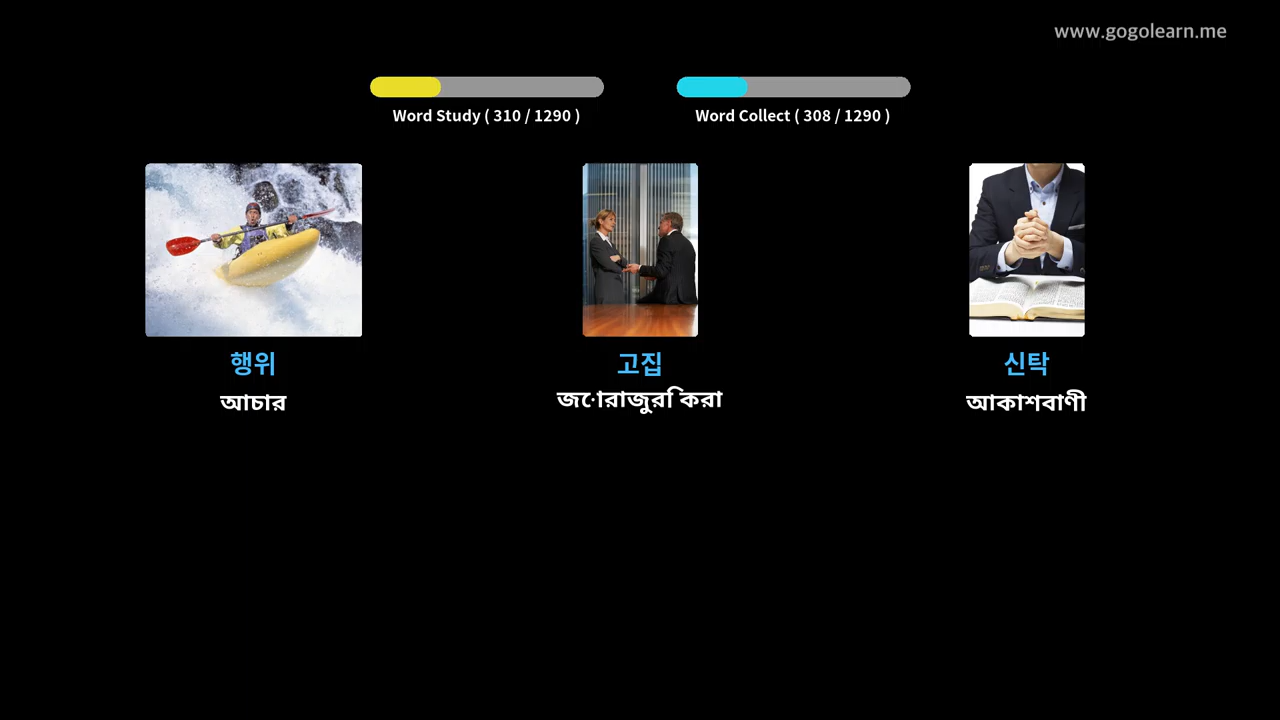 www.gogolearn.me
Word Study ( 310 / 1290 )
Word Collect ( 308 / 1290 )
행위
고집
신탁
আচার
জোরাজুরি করা
আকাশবাণী